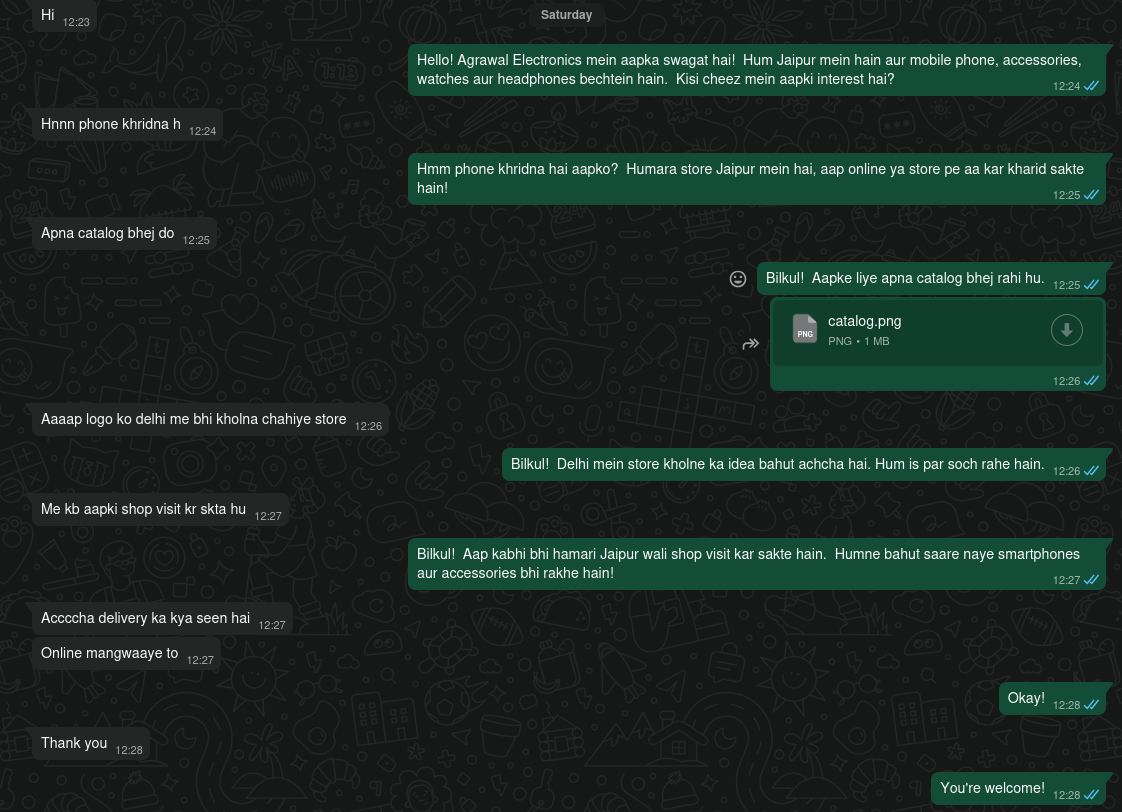 Saturday
Hi 12:23
Hello! Agrawal Electronics mein aapka swagat hai! Hum Jaipur mein hain aur mobile phone, accessories,
watches aur headphones bechtein hain. Kisi cheez mein aapki interest hai?
12:24
Hnnn phone khridna h 12:24
Hmm phone khridna hai aapko? Humara store Jaipur mein hai, aap online ya store pe aa kar kharid sakte
hain!
12:25
Apna catalog bhej do 12:25
Bilkul! Aapke liye apna catalog bhej rahi hu. 12:25
PNG
catalog.png
PNG • 1 MB
12:26
Aaaap logo ko delhi me bhi kholna chahiye store 12:26
Bilkul! Delhi mein store kholne ka idea bahut achcha hai. Hum is par soch rahe hain. 12:26
Me kb aapki shop visit kr skta hu 12:27
Bilkul! Aap kabhi bhi hamari Jaipur wali shop visit kar sakte hain. Humne bahut saare naye smartphones
aur accessories bhi rakhe hain!
12:27
Accccha delivery ka kya seen hai 12:27
Online mangwaaye to 12:27
Okay! 12:28
Thank you 12:28
You're welcome! 12:28